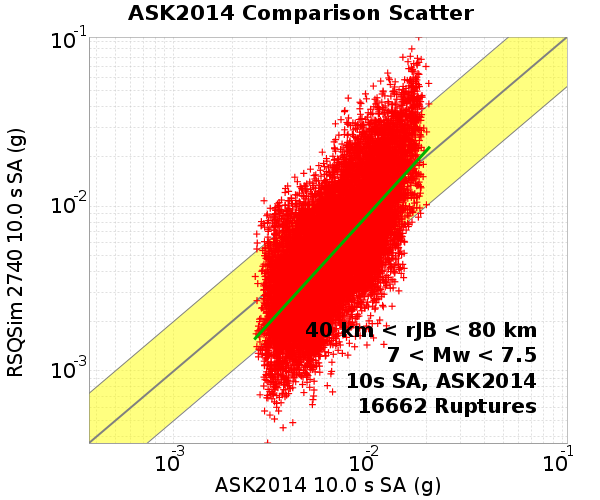 ASK2014 Comparison Scatter
RSQSim 2740 10.0 s SA (g)
10-1
10-2
10-3
40 km < rJB < 80 km
7 < Mw < 7.5
10s SA, ASK2014
16662 Ruptures
10-3 10-2 10-1
ASK2014 10.0 s SA (g)